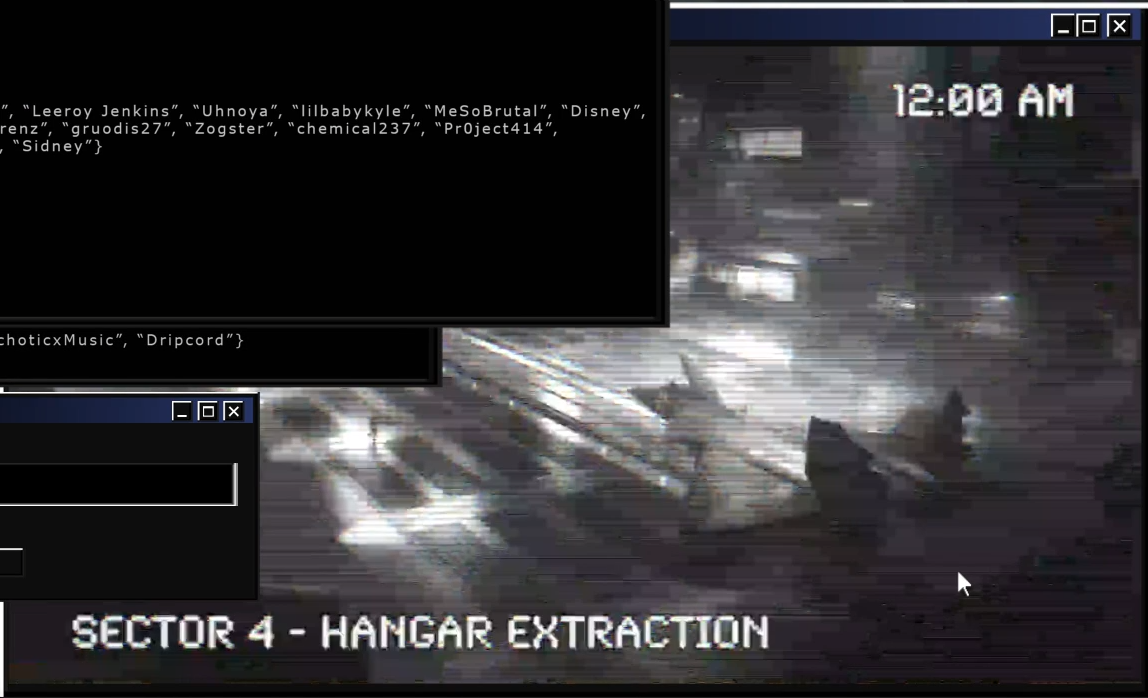 ”, “Leeroy Jenkins”, “Uhnoya”, “lilbabykyle”, “MeSoBrutal”, “Disney”,
renz”, “gruodis27”, “Zogster”, “chemical237”, “Pr0ject414”,
, “Sidney”}
12:00 AM
choticxMusic”, “Dripcord”}
SECTOR 4 - HANGAR EXTRACTION